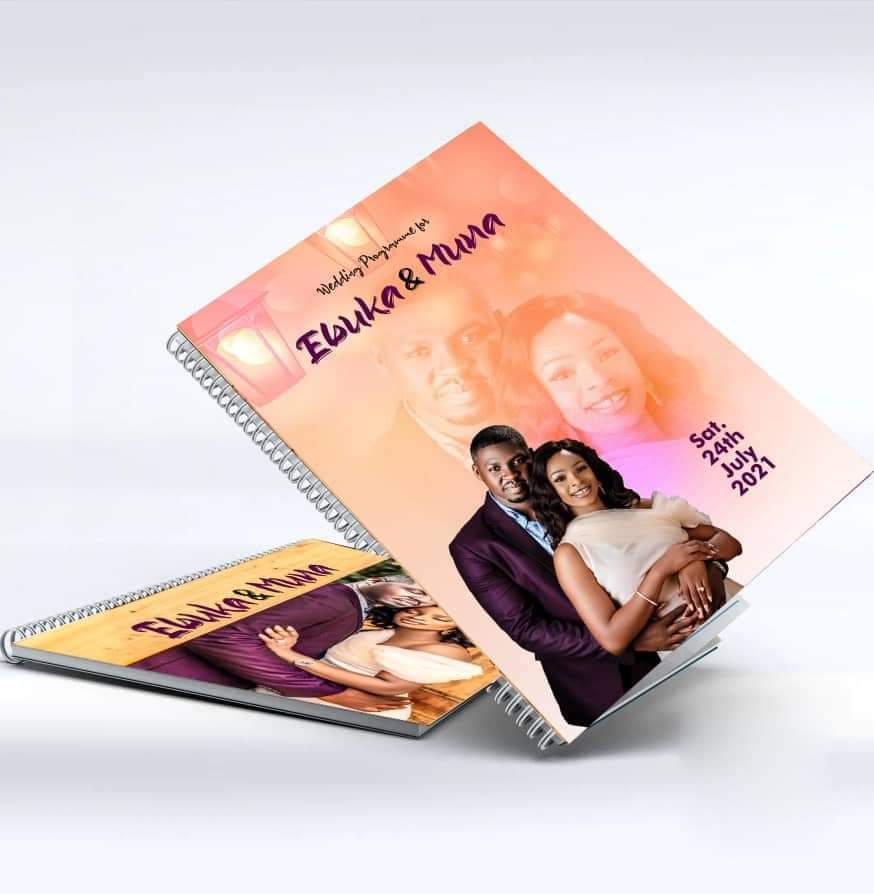 Wedding Programme for
Ebuka & Muna
Sat.
24th
July
2021
Ebuka & Muna